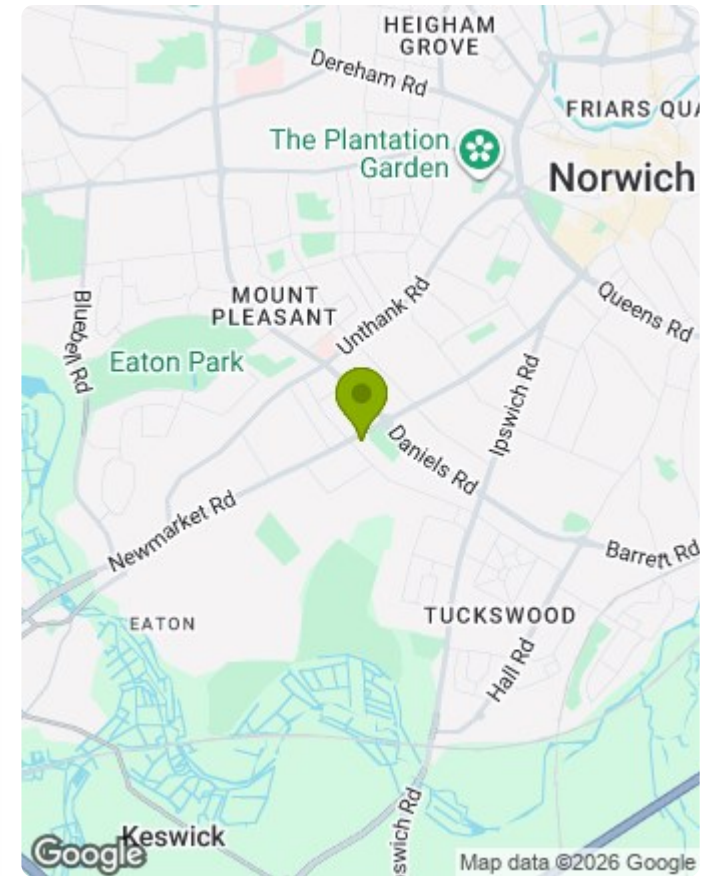 HEIGHAM
GROVE
Dereham Rd
FRIARS QUA
The Plantation
Garden
Norwich
Bluebell Rd
MOUNT
PLEASANT
Unthank Rd
Queens Rd
Eaton Park
Ipswich Rd
Daniels Rd
Newmarket Rd
Barrett Rd
EATON
TUCKSWOOD
Hall Rd
swich Rd
Keswick
Google
Map data ©2026 Google